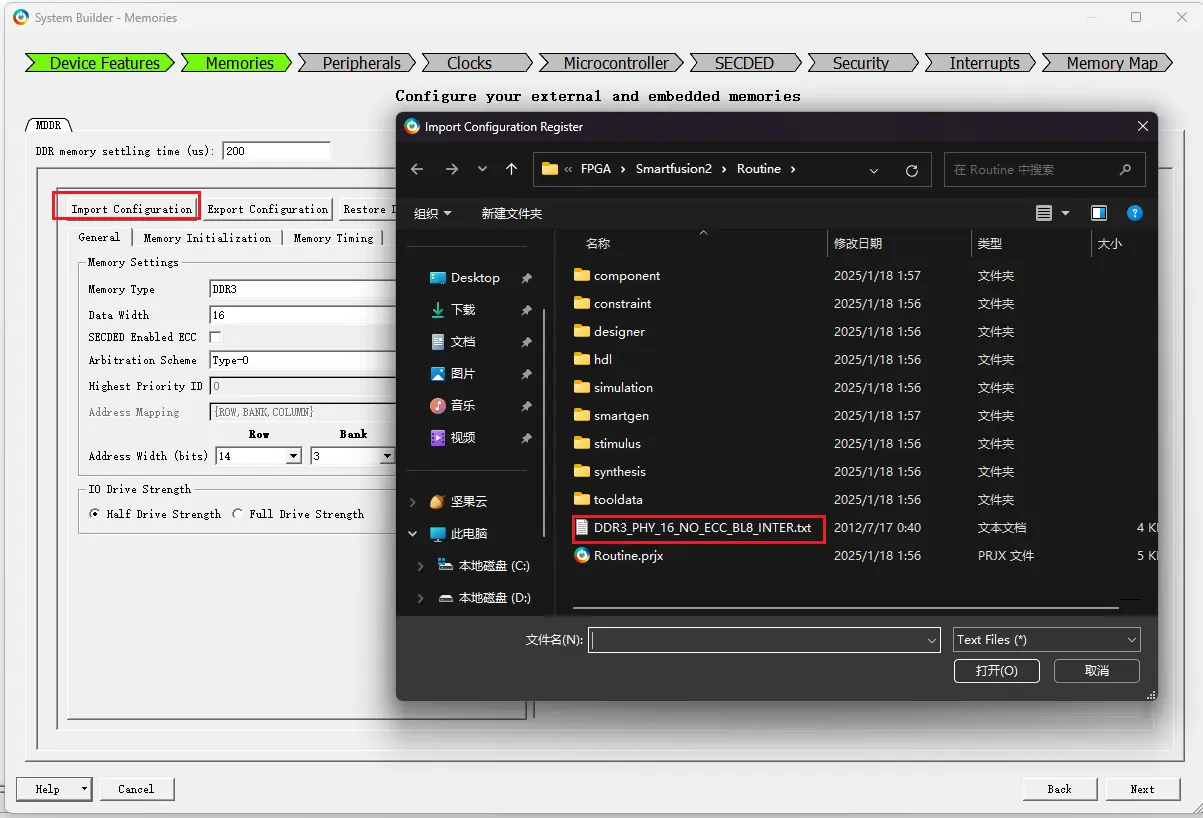 System Builder - Memories
Device Features
Memories
Peripherals
Clocks
Microcontroller
SECDED
Security
Interrupts
Memory Map
Configure your external and embedded memories
MDDR
DDR memory settling time (us): 200
Import Configuration
Export Configuration
General
Memory Initialization
Memory Timing
Memory Settings
Memory Type DDR3
Data Width 16
SECDED Enabled ECC
Arbitration Scheme Type-0
Highest Priority ID 0
Address Mapping {ROW,BANK,COLUMN}
Row Bank
Address Width (bits) 14 3
IO Drive Strength
Half Drive Strength Full Drive Strength
Import Configuration Register
« FPGA › Smartfusion2 › Routine ›
在 Routine 中搜索
组织 新建文件夹
Desktop
下载
文档
图片
音乐
视频
坚果云
此电脑
本地磁盘 (C:)
本地磁盘 (D:)
名称 修改日期 类型 大小
component 2025/1/18 1:57 文件夹
constraint 2025/1/18 1:56 文件夹
designer 2025/1/18 1:56 文件夹
hdl 2025/1/18 1:56 文件夹
simulation 2025/1/18 1:56 文件夹
smartgen 2025/1/18 1:57 文件夹
stimulus 2025/1/18 1:56 文件夹
synthesis 2025/1/18 1:56 文件夹
tooldata 2025/1/18 1:56 文件夹
DDR3_PHY_16_NO_ECC_BL8_INTER.txt 2012/7/17 0:40 文本文档 4 K
Routine.prjx 2025/1/18 1:56 PRJX 文件 5 K
文件名(N): Text Files (*)
打开(O) 取消
Restore
Help Cancel Back Next